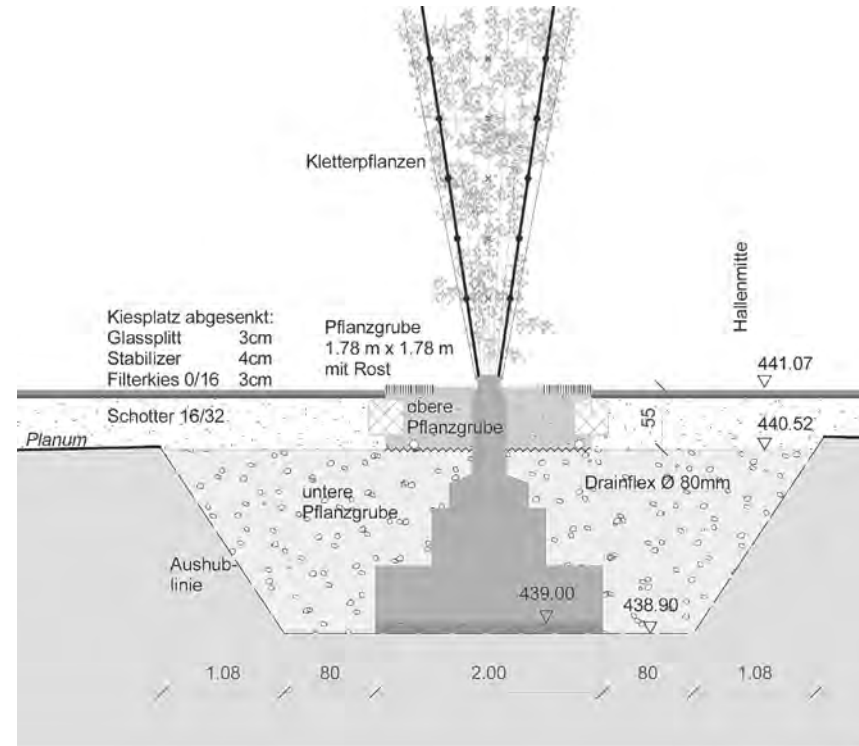 Kletterpflanzen
Hallenmitte
Kiesplatz abgesenkt:
Glassplitt 3cm
Stabilizer 4cm
Filterkies 0/16 3cm
Pflanzgrube
1.78 m x 1.78 m
mit Rost
441.07
Schotter 16/32
obere
Pflanzgrube
55
440.52
Planum
untere
Pflanzgrube
Drainflex Ø 80mm
Aushub-
linie
439.00
438.90
1.08 80 2.00 80 1.08